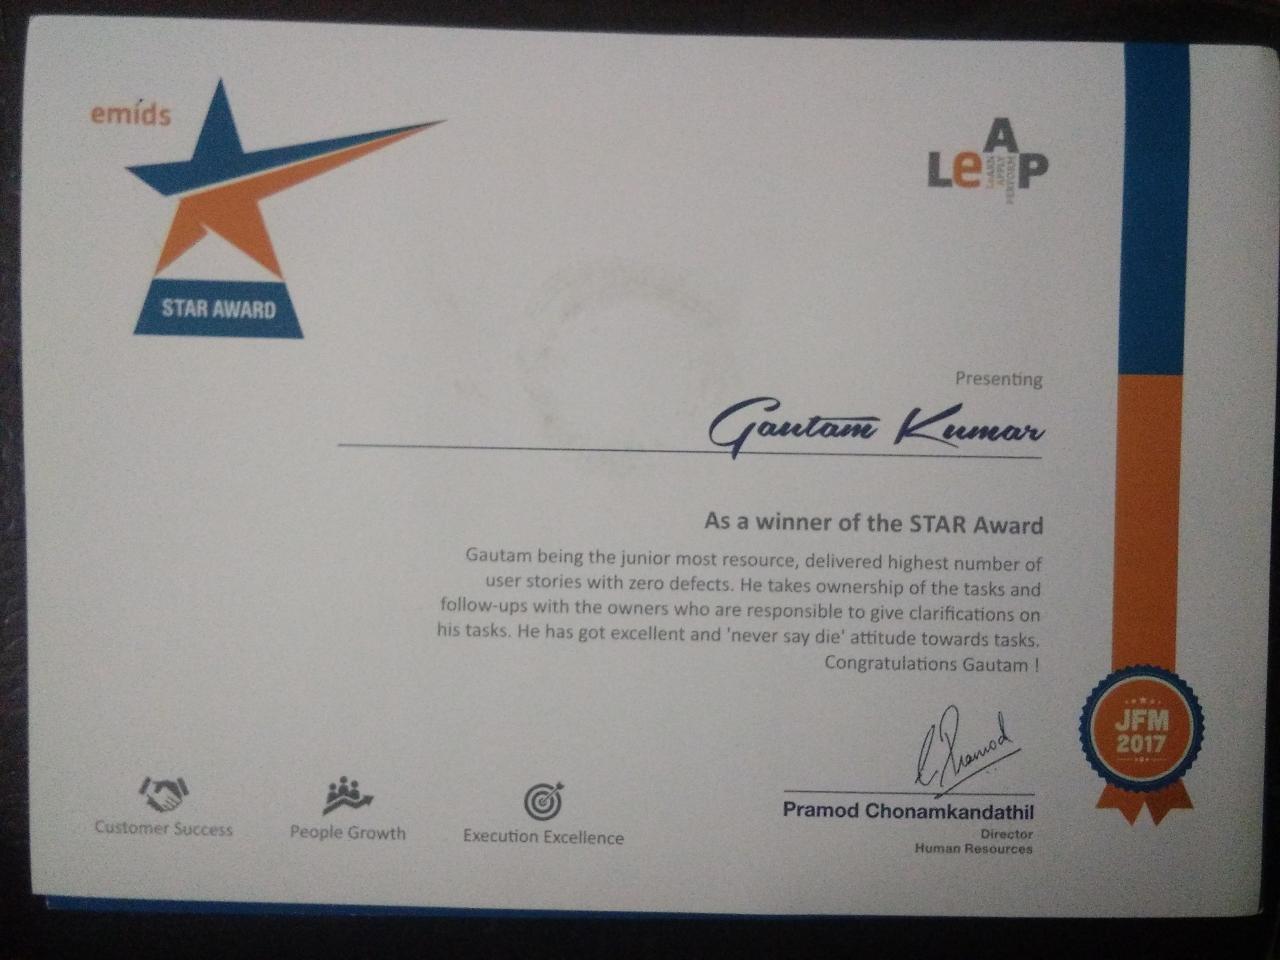 emids
STAR AWARD
LeAP
LeARN
APPLY
PERFORM
Presenting
Gautam Kumar
As a winner of the STAR Award
Gautam being the junior most resource, delivered highest number of
user stories with zero defects. He takes ownership of the tasks and
follow-ups with the owners who are responsible to give clarifications on
his tasks. He has got excellent and 'never say die' attitude towards tasks.
Congratulations Gautam !
JFM
2017
Pramod
Pramod Chonamkandathil
Director
Human Resources
Customer Success
People Growth
Execution Excellence